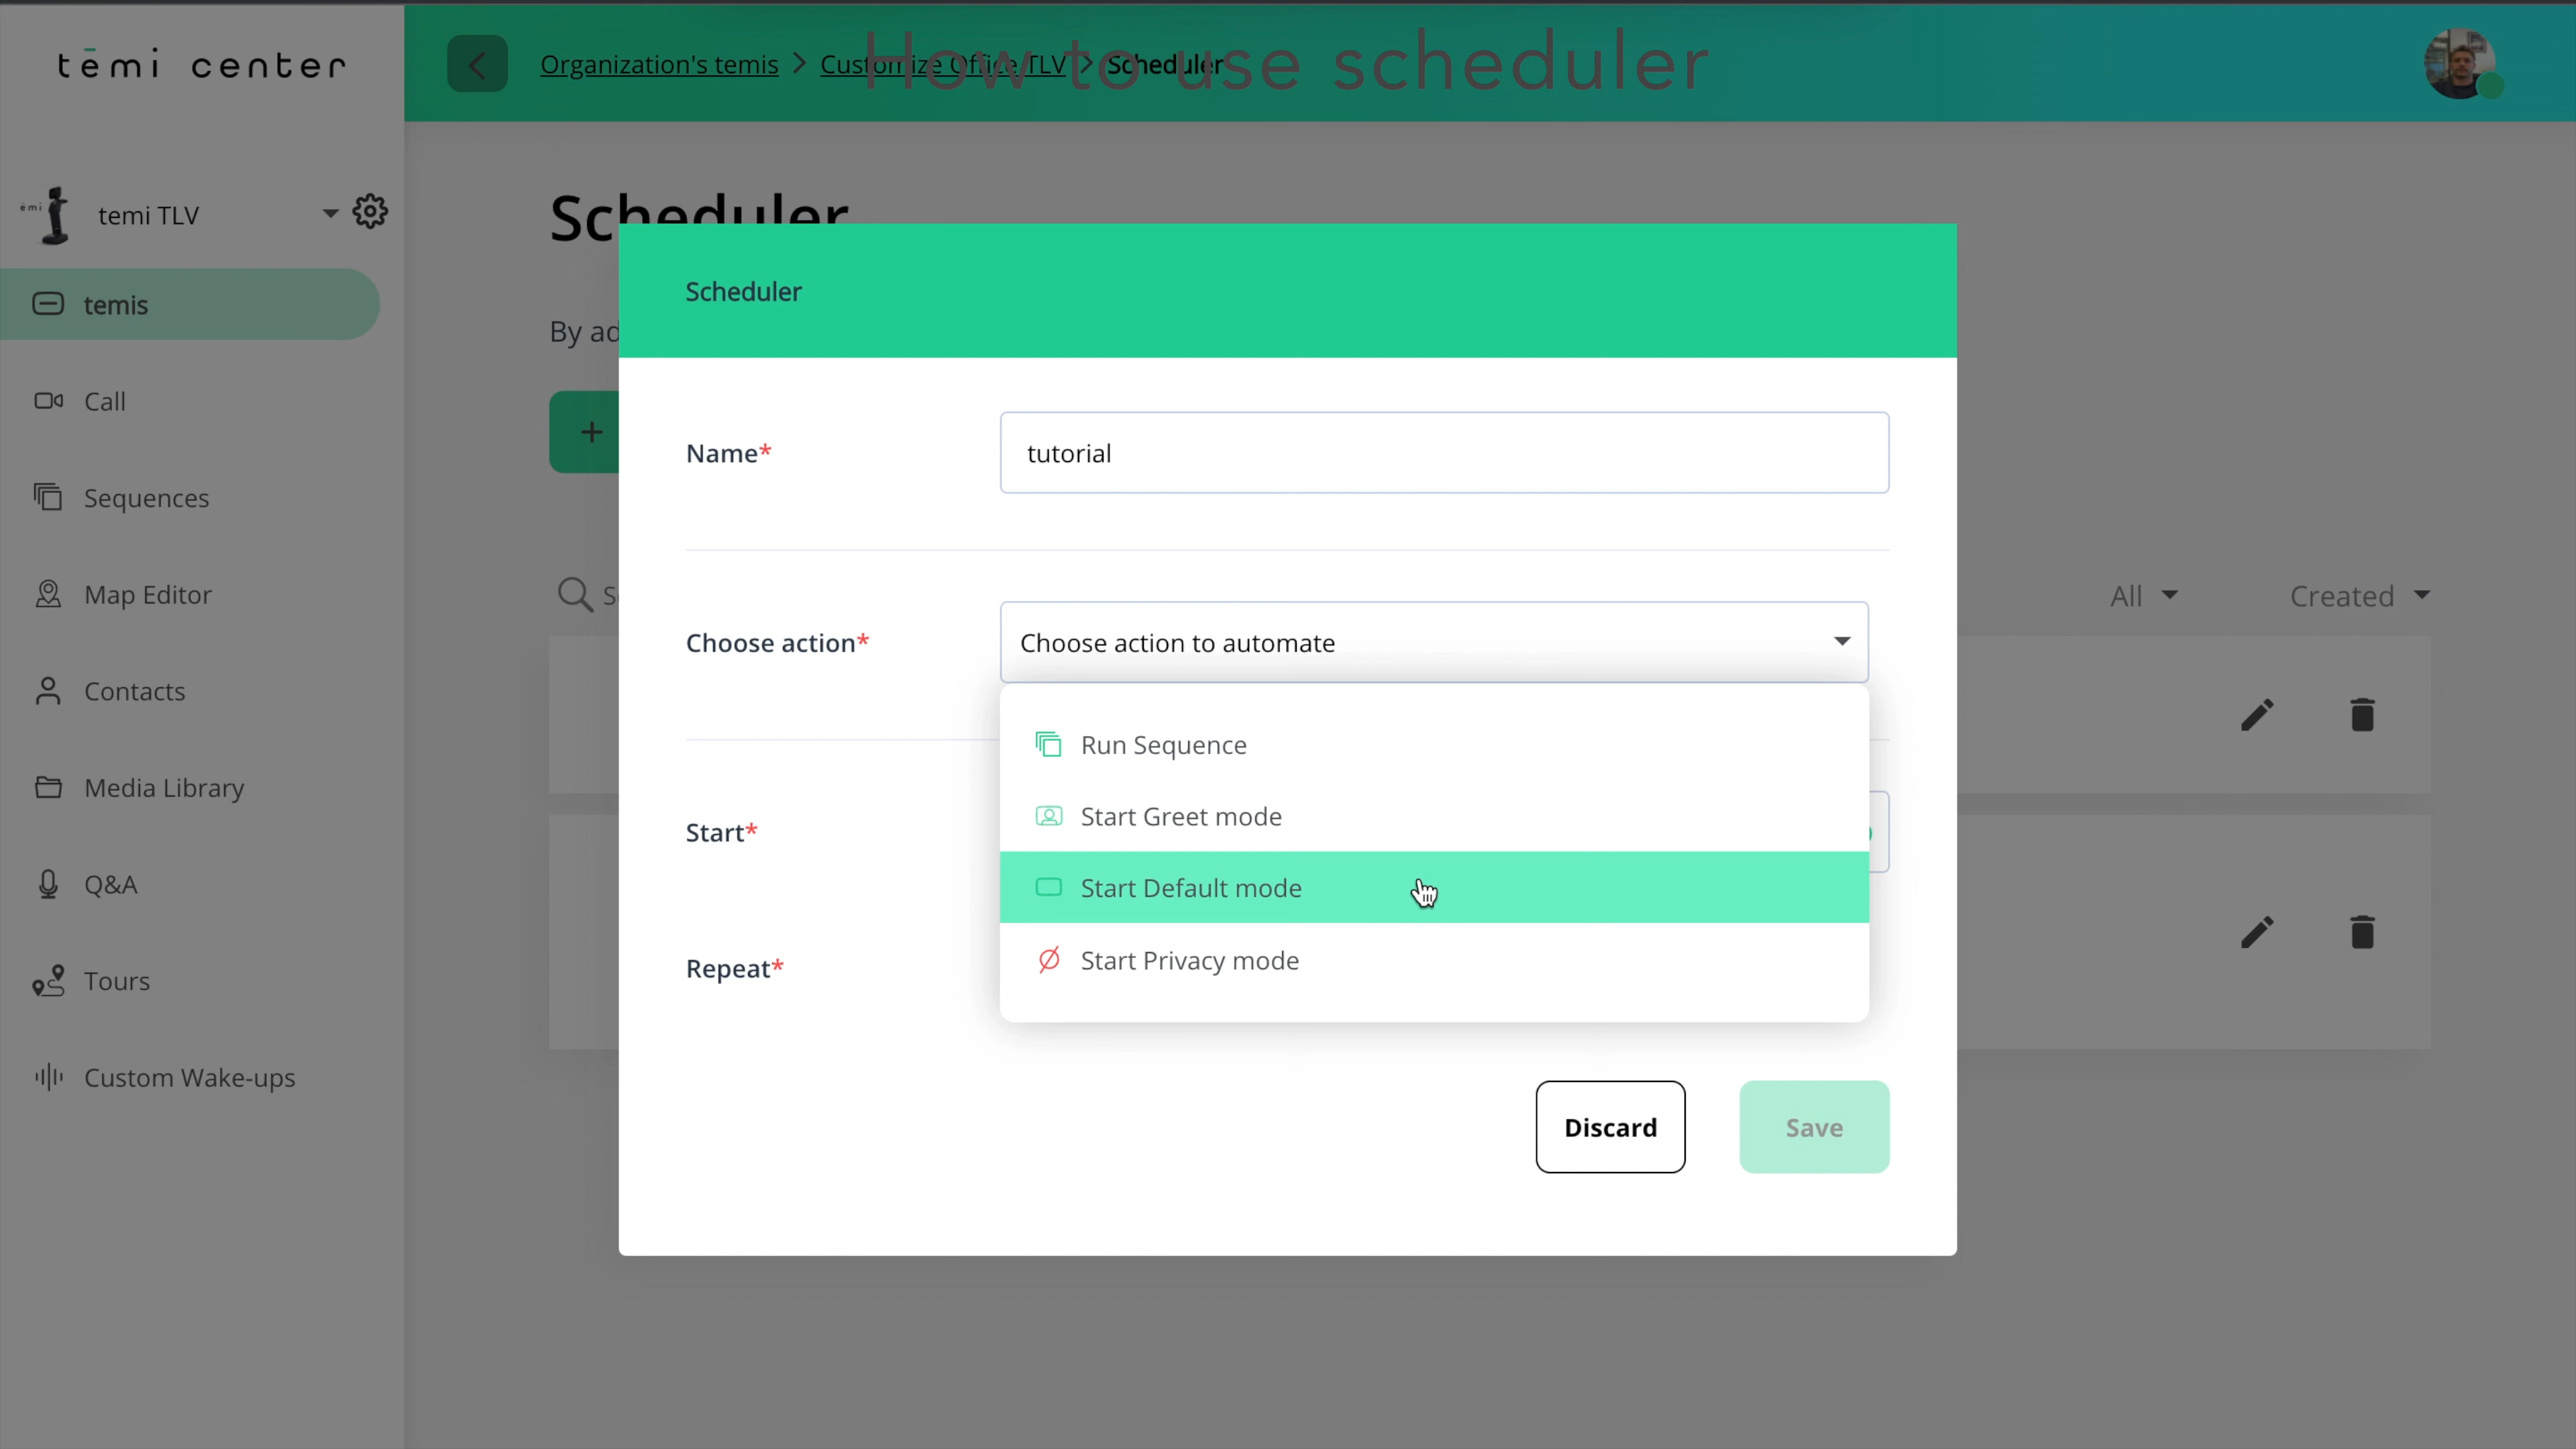 tēmi center
Organization's temis > Customize Office TLV > Scheduler
How to use scheduler
temi TLV
temis
Call
Sequences
Map Editor
Contacts
Media Library
Q&A
Tours
Custom Wake-ups
Scheduler
By
+
All
Created
Scheduler
Name*
tutorial
Choose action*
Choose action to automate
Run Sequence
Start Greet mode
Start Default mode
Start Privacy mode
Start*
Repeat*
Discard
Save